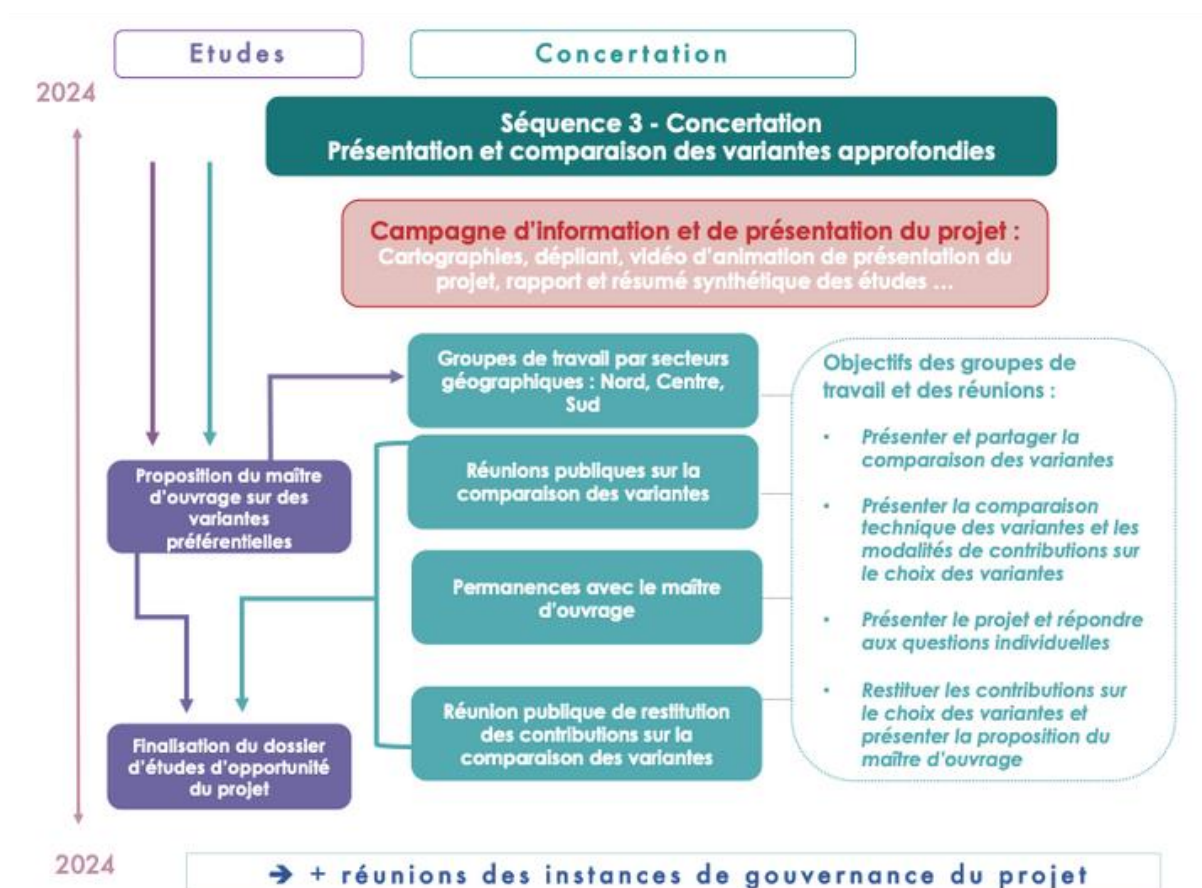 Etudes
Concertation
2024
Séquence 3 - Concertation
Présentation et comparaison des variantes approfondies
Campagne d'information et de présentation du projet :
Cartographies, dépliant, vidéo d'animation de présentation du
projet, rapport et résumé synthétique des études ...
Groupes de travail par secteurs
géographiques : Nord, Centre,
Sud
Réunions publiques sur la
comparaison des variantes
Permanences avec le maître
d'ouvrage
Réunion publique de restitution
des contributions sur la
comparaison des variantes
Proposition du maître
d'ouvrage sur des
variantes
préférentielles
Finalisation du dossier
d'études d'opportunité
du projet
Objectifs des groupes de
travail et des réunions :
• Présenter et partager la
comparaison des variantes
• Présenter la comparaison
technique des variantes et les
modalités de contributions sur
le choix des variantes
• Présenter le projet et répondre
aux questions individuelles
• Restituer les contributions sur
le choix des variantes et
présenter la proposition du
maître d'ouvrage
2024
➔ + réunions des instances de gouvernance du projet